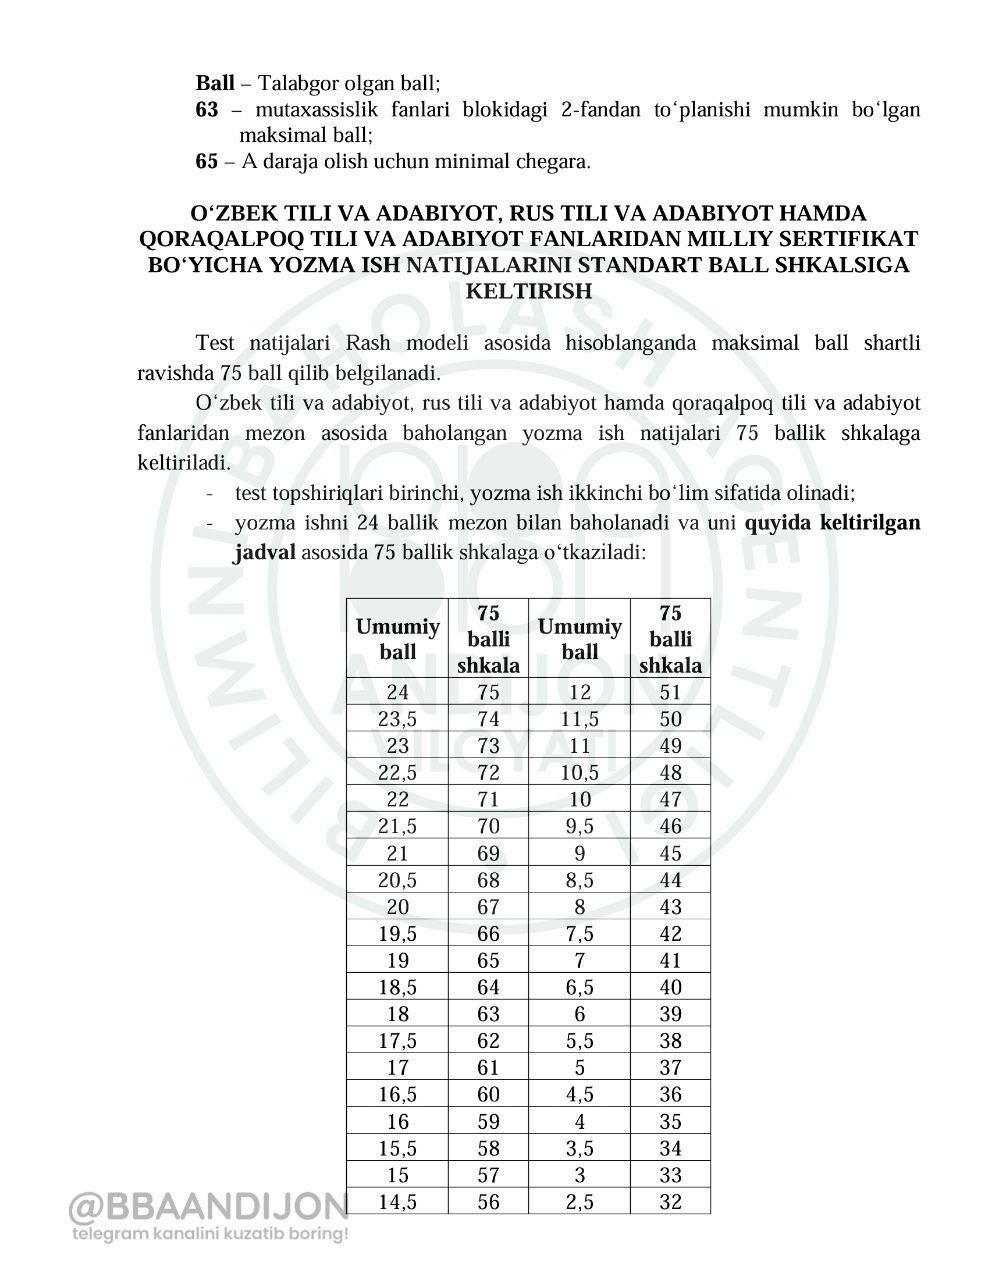 Ball – Talabgor olgan ball;
63 – mutaxassislik fanlari blokidagi 2-fandan to‘planishi mumkin bo‘lgan
maksimal ball;
65 – A daraja olish uchun minimal chegara.
O‘ZBEK TILI VA ADABIYOT, RUS TILI VA ADABIYOT HAMDA
QORAQALPOQ TILI VA ADABIYOT FANLARIDAN MILLIY SERTIFIKAT
BO‘YICHA YOZMA ISH NATIJALARINI STANDART BALL SHKALSIGA
KELTIRISH
Test natijalari Rash modeli asosida hisoblanganda maksimal ball shartli
ravishda 75 ball qilib belgilanadi.
O‘zbek tili va adabiyot, rus tili va adabiyot hamda qoraqalpoq tili va adabiyot
fanlaridan mezon asosida baholangan yozma ish natijalari 75 ballik shkalaga
keltiriladi.
- test topshiriqlari birinchi, yozma ish ikkinchi bo‘lim sifatida olinadi;
- yozma ishni 24 ballik mezon bilan baholanadi va uni quyida keltirilgan
jadval asosida 75 ballik shkalaga o‘tkaziladi:
Umumiy ball 75 balli shkala Umumiy ball 75 balli shkala
24 75 12 51
23,5 74 11,5 50
23 73 11 49
22,5 72 10,5 48
22 71 10 47
21,5 70 9,5 46
21 69 9 45
20,5 68 8,5 44
20 67 8 43
19,5 66 7,5 42
19 65 7 41
18,5 64 6,5 40
18 63 6 39
17,5 62 5,5 38
17 61 5 37
16,5 60 4,5 36
16 59 4 35
15,5 58 3,5 34
15 57 3 33
14,5 56 2,5 32
BILIMNI BAHOLASH AGENTLIGI
ANDIJON
VILOYATI
@BBAANDIJON
telegram kanalini kuzatib boring!